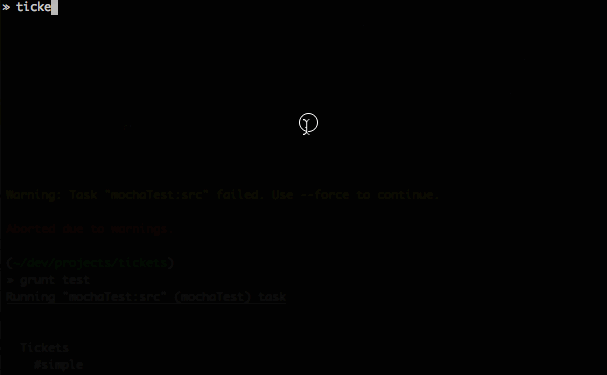 » ticke
Warning: Task "mochaTest:src" failed. Use --force to continue.
Aborted due to warnings.
(~/dev/projects/tickets)
» grunt test
Running "mochaTest:src" (mochaTest) task
Tickets
#simple